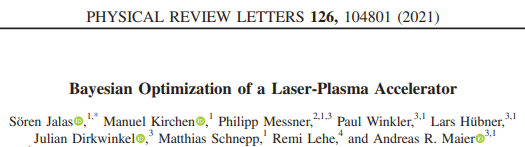 PHYSICAL REVIEW LETTERS 126, 104801 (2021)
Bayesian Optimization of a Laser-Plasma Accelerator
Sören Jalas,1,* Manuel Kirchen,1 Philipp Messner,2,1,3 Paul Winkler,3,1 Lars Hübner,3,1
Julian Dirkwinkel,3 Matthias Schnepp,1 Remi Lehe,4 and Andreas R. Maier3,1